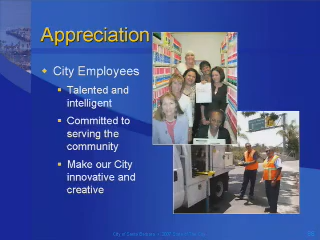 Appreciation
City Employees
Talented and
intelligent
Committed to
serving the
community
Make our City
innovative and
creative